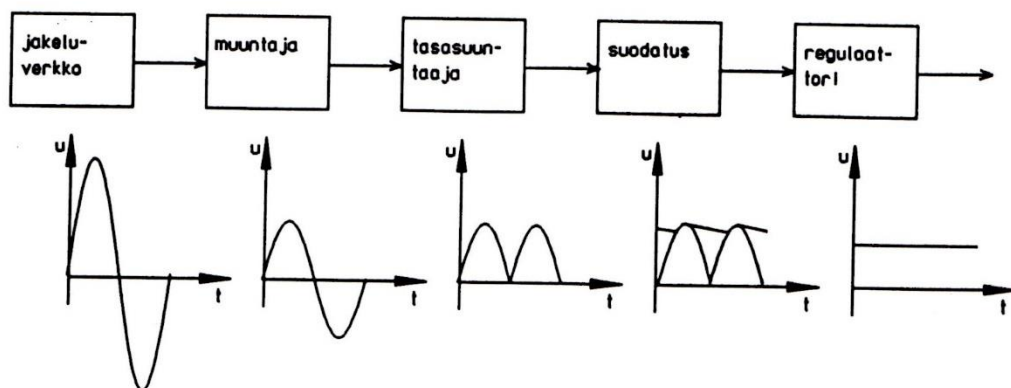 jakelu-
verkko
muuntaja
tasasuun-
taaja
suodatus
regulaat-
tori
u
t
u
t
u
t
u
t
u
t